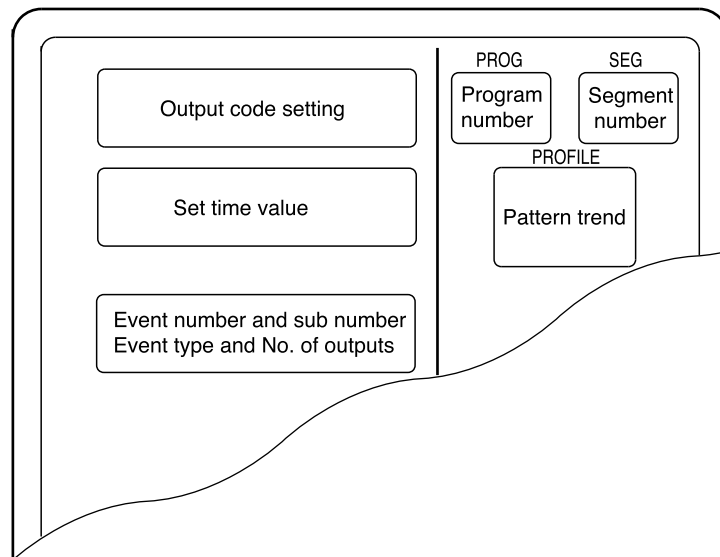 Output code setting
Set time value
Event number and sub number
Event type and No. of outputs
PROG
Program
number
SEG
Segment
number
PROFILE
Pattern trend